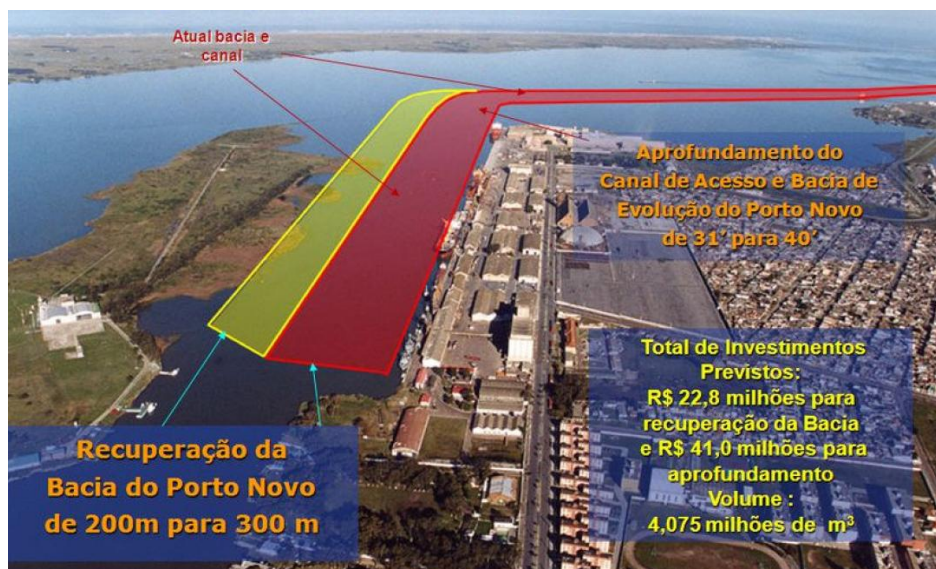 Atual bacia e
canal
Aprofundamento do
Canal de Acesso e Bacia de
Evolução do Porto Novo
de 31' para 40'
Total de Investimentos
Previstos:
R$ 22,8 milhões para
recuperação da Bacia
e R$ 41,0 milhões para
aprofundamento
Volume :
4,075 milhões de m³
Recuperação da
Bacia do Porto Novo
de 200m para 300 m